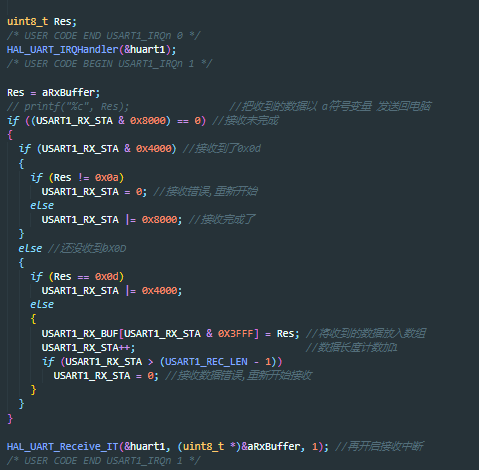 uint8_t Res;
/* USER CODE END USART1_IRQn 0 */
HAL_UART_IRQHandler(&huart1);
/* USER CODE BEGIN USART1_IRQn 1 */
Res = aRxBuffer;
// printf("%c", Res); //把收到的数据以 a符号变量 发送回电脑
if ((USART1_RX_STA & 0x8000) == 0) //接收未完成
{
if (USART1_RX_STA & 0x4000) //接收到了0x0d
{
if (Res != 0x0a)
USART1_RX_STA = 0; //接收错误,重新开始
else
USART1_RX_STA |= 0x8000; //接收完成了
}
else //还没收到0X0D
{
if (Res == 0x0d)
USART1_RX_STA |= 0x4000;
else
{
USART1_RX_BUF[USART1_RX_STA & 0X3FFF] = Res; //将收到的数据放入数组
USART1_RX_STA++; //数据长度计数加1
if (USART1_RX_STA > (USART1_REC_LEN - 1))
USART1_RX_STA = 0; //接收数据错误,重新开始接收
}
}
}
HAL_UART_Receive_IT(&huart1, (uint8_t *)&aRxBuffer, 1); //再开启接收中断
/* USER CODE END USART1_IRQn 1 */